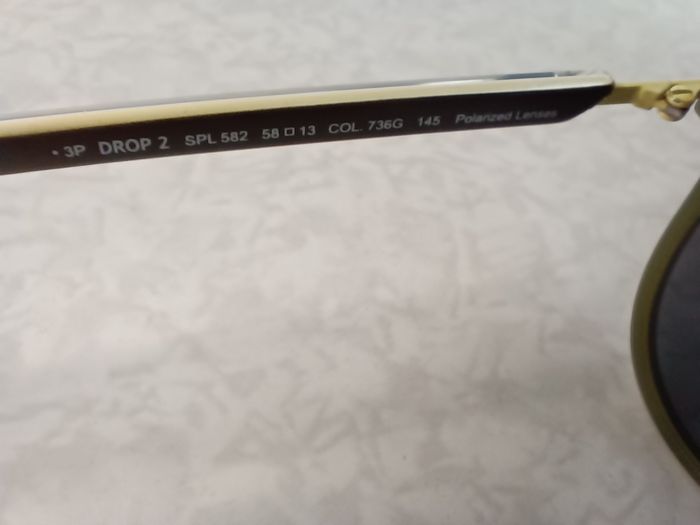 • 3P DROP 2 SPL 582 58□13 COL. 736G 145 Polarized Lenses